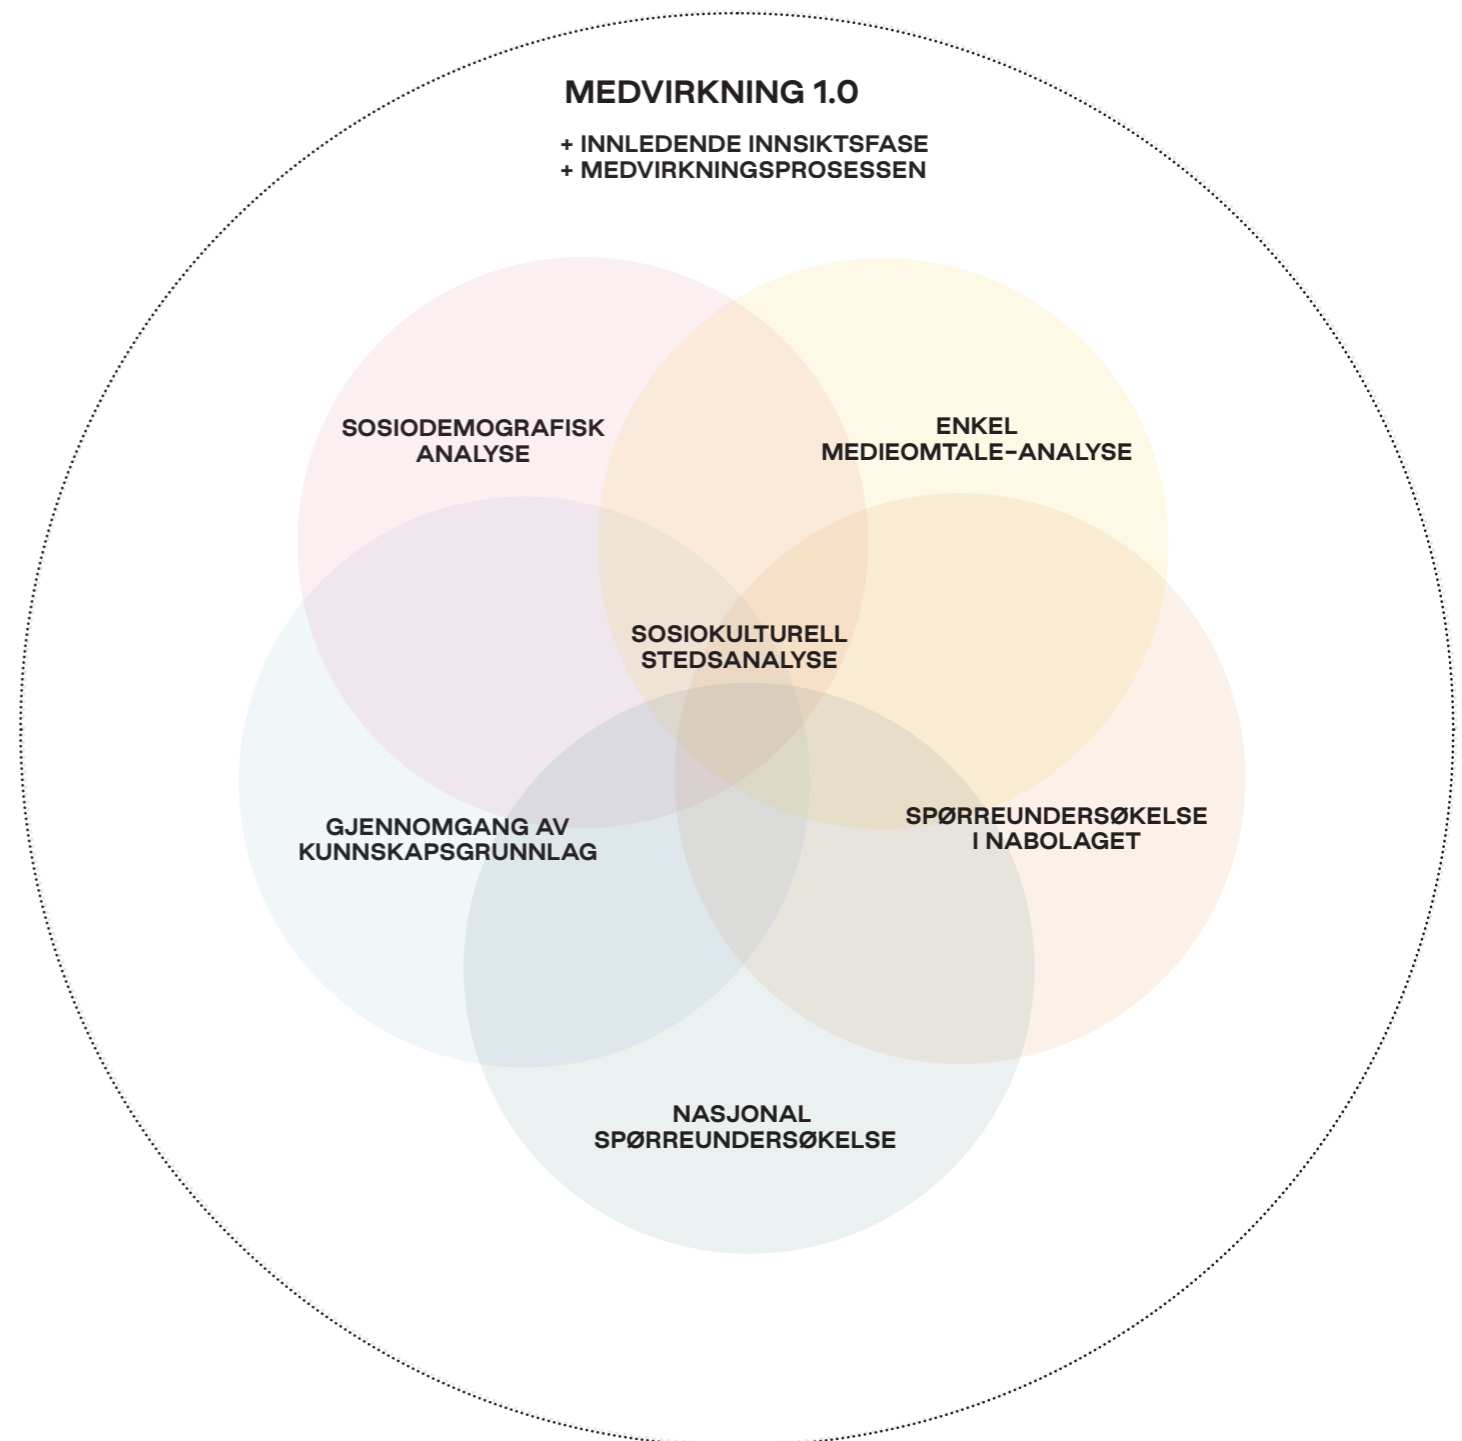 MEDVIRKNING 1.0
+ INNLEDENDE INNSIKTSFASE
+ MEDVIRKNINGSPROSESSEN
SOSIODEMOGRAFISK
ANALYSE
ENKEL
MEDIEOMTALE-ANALYSE
SOSIOKULTURELL
STEDSANALYSE
GJENNOMGANG AV
KUNNSKAPSGRUNNLAG
SPØRREUNDERSØKELSE
I NABOLAGET
NASJONAL
SPØRREUNDERSØKELSE